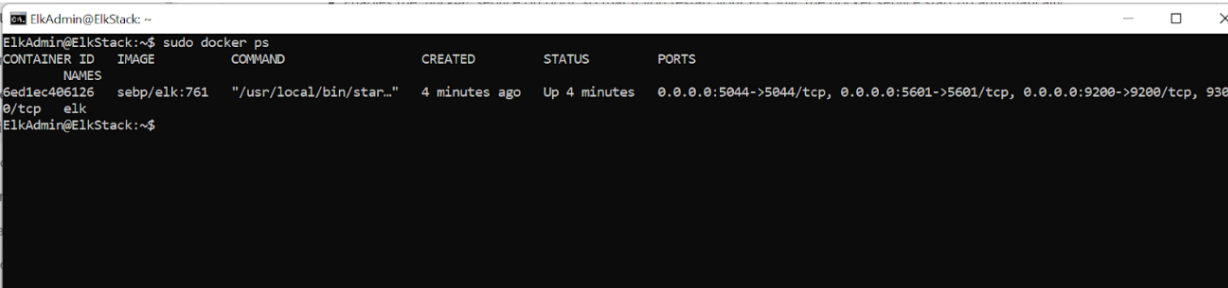 ElkAdmin@ElkStack: ~
ElkAdmin@ElkStack:~$ sudo docker ps
CONTAINER ID   IMAGE          COMMAND                  CREATED         STATUS         PORTS
        NAMES
6ed1ec406126   sebp/elk:761   "/usr/local/bin/star…"   4 minutes ago   Up 4 minutes   0.0.0.0:5044->5044/tcp, 0.0.0.0:5601->5601/tcp, 0.0.0.0:9200->9200/tcp, 930
0/tcp   elk
ElkAdmin@ElkStack:~$